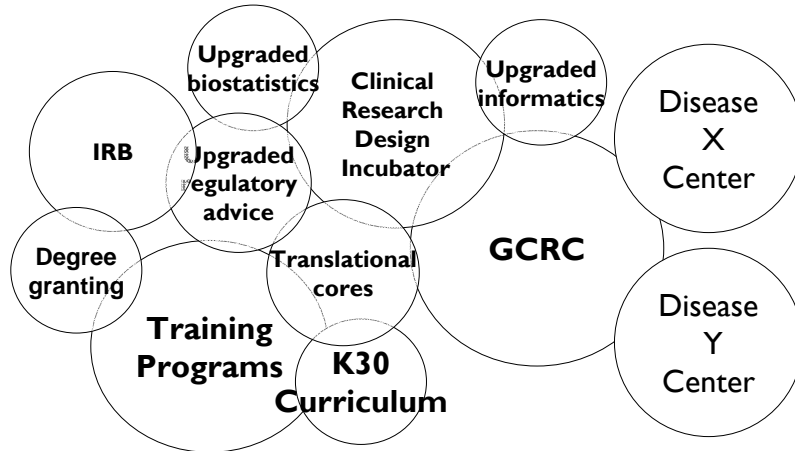 Upgraded
biostatistics
Clinical
Research
Design
Incubator
Upgraded
informatics
Disease
X
Center
IRB
Upgraded
regulatory
advice
GCRC
Degree
granting
Translational
cores
Training
Programs
K30
Curriculum
Disease
Y
Center